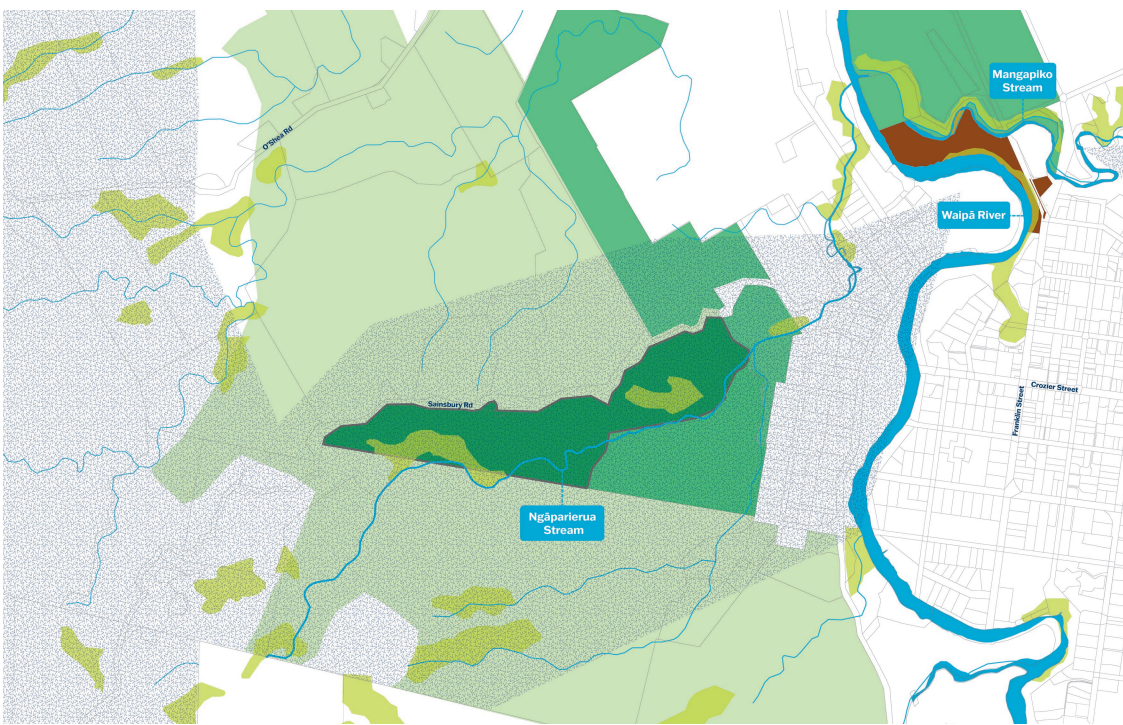 Mangapiko
Stream
O'Shea Rd
Waipā River
Crozier Street
Franklin Street
Sainsbury Rd
Ngāparierua
Stream